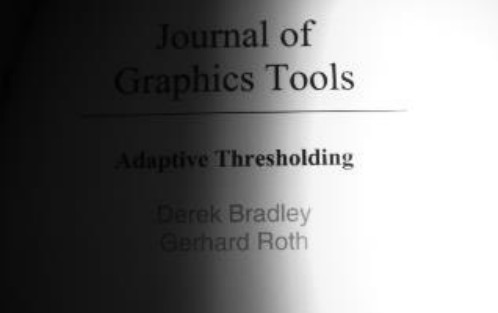 Journal of
Graphics Tools
Adaptive Thresholding
Derek Bradley
Gerhard Roth